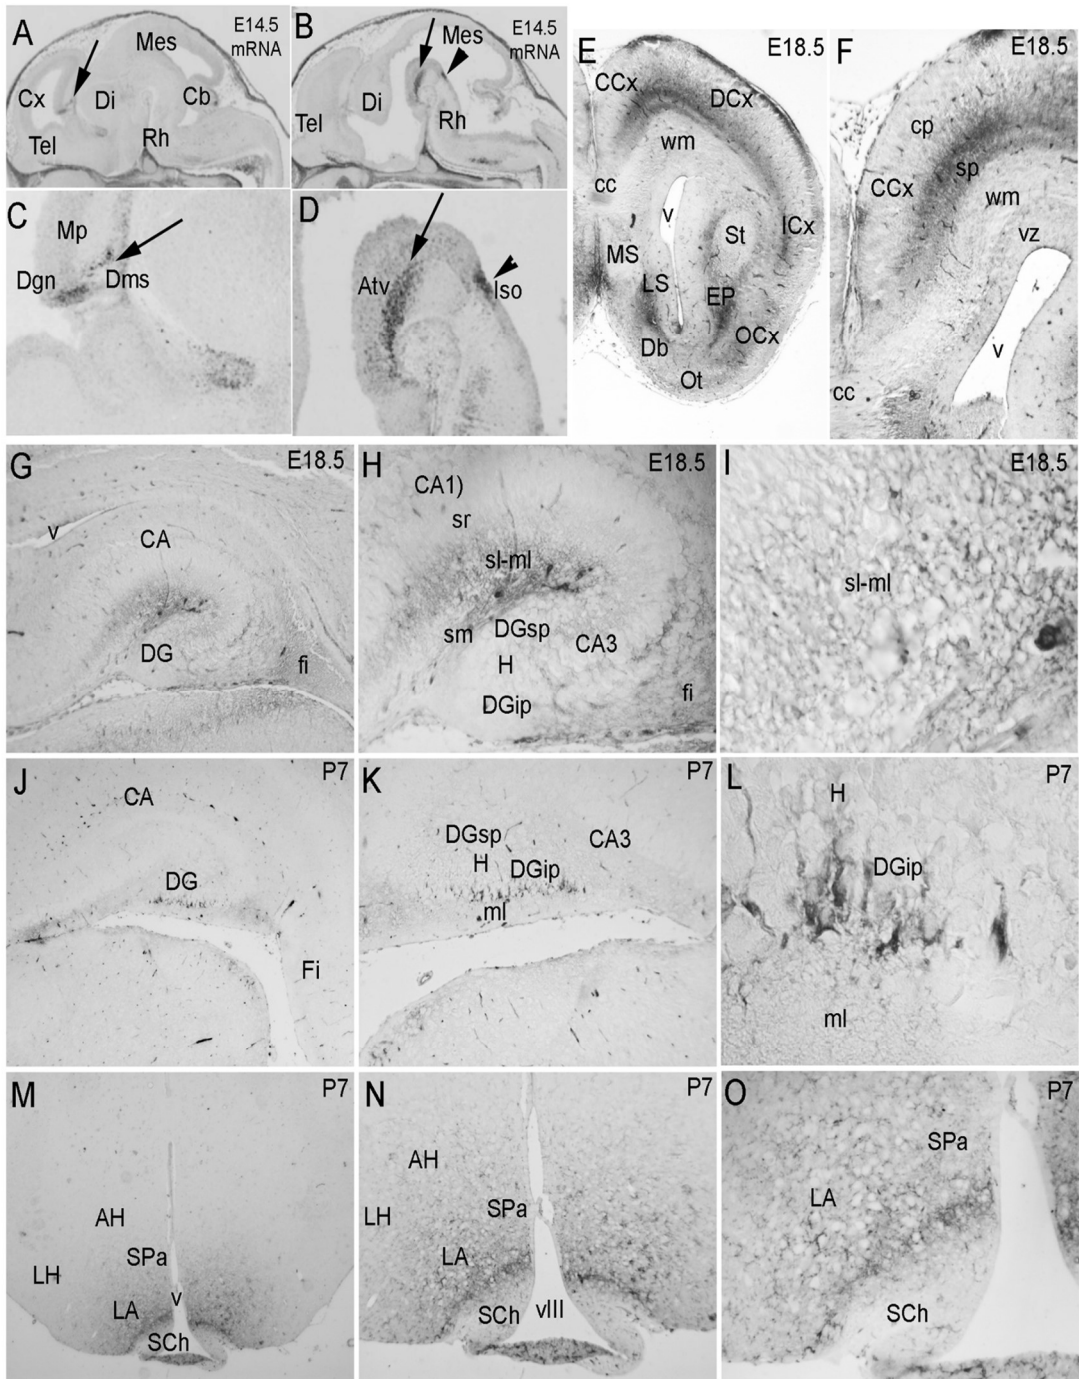 A
E14.5
mRNA
Mes
Cx
Di
Cb
Tel
Rh
B
E14.5
mRNA
Mes
Di
Tel
Rh
C
Mp
Dgn
Dms
D
Atv
Iso
E
E18.5
CCx
DCx
wm
cc
v
St
ICx
MS
LS
EP
OCx
Db
Ot
F
E18.5
cp
CCx
sp
wm
vz
v
cc
G
E18.5
v
CA
DG
fi
H
E18.5
CA1)
sr
sl-ml
sm
DGsp
CA3
H
DGip
fi
I
E18.5
sl-ml
J
P7
CA
DG
Fi
K
P7
DGsp
CA3
H
DGip
ml
L
P7
H
DGip
ml
M
P7
AH
SPa
LH
LA
v
SCh
N
P7
AH
LH
SPa
LA
SCh
vIII
O
P7
SPa
LA
SCh